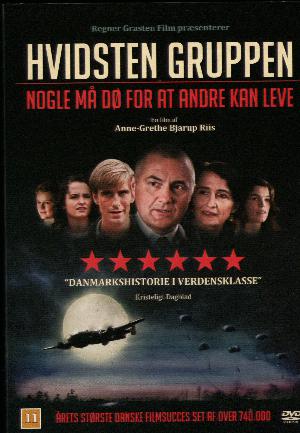 Regner Grasten Film præsenterer
HVIDSTEN GRUPPEN
NOGLE MÅ DØ FOR AT ANDRE KAN LEVE
En film af
Anne-Grethe Bjarup Riis
"DANMARKSHISTORIE I VERDENSKLASSE"
Kristeligt Dagblad
11
ÅRETS STØRSTE DANSKE FILMSUCCES SET AF OVER 740.000
DVD
VIDEO